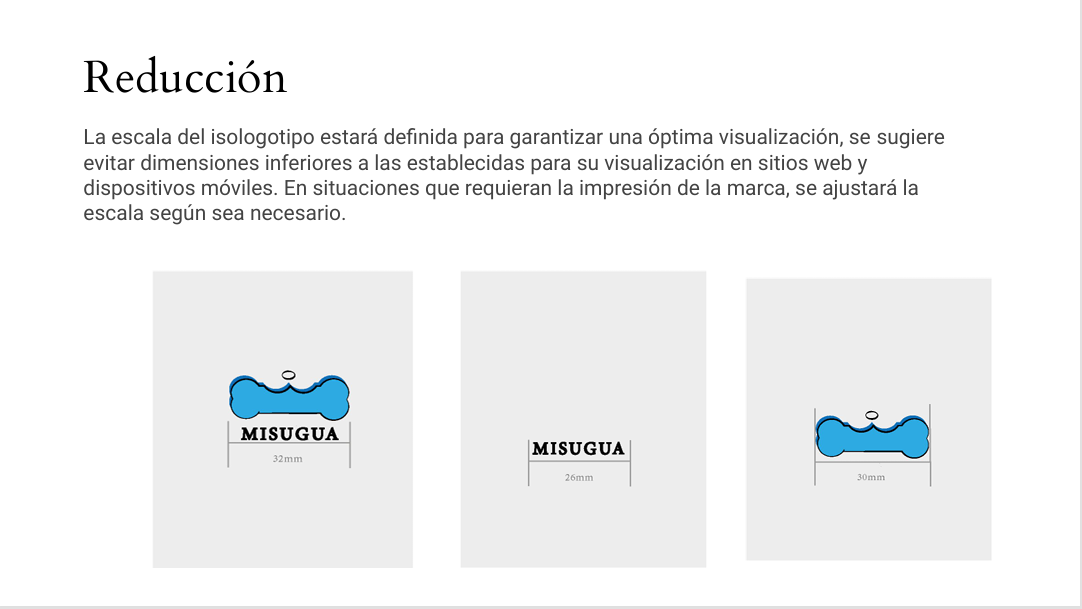 Reducción
La escala del isologotipo estará definida para garantizar una óptima visualización, se sugiere
evitar dimensiones inferiores a las establecidas para su visualización en sitios web y
dispositivos móviles. En situaciones que requieran la impresión de la marca, se ajustará la
escala según sea necesario.
MISUGUA
32mm
MISUGUA
26mm
30mm